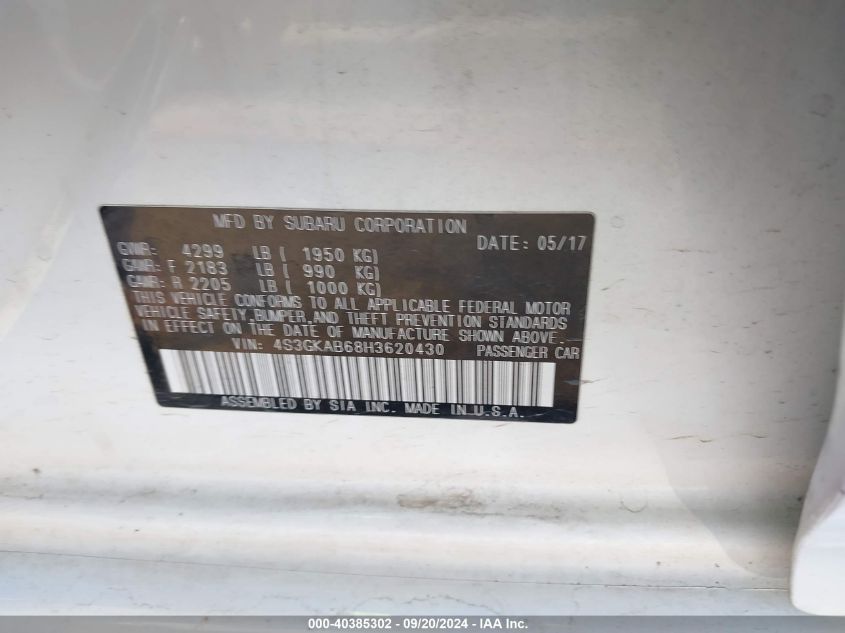 MFD BY SUBARU CORPORATION
DATE: 05/17
GVWR: 4299 LB ( 1950 KG)
GAWR: F 2183 LB ( 990 KG)
GAWR: R 2205 LB ( 1000 KG)
THIS VEHICLE CONFORMS TO ALL APPLICABLE FEDERAL MOTOR
VEHICLE SAFETY, BUMPER, AND THEFT PREVENTION STANDARDS
IN EFFECT ON THE DATE OF MANUFACTURE SHOWN ABOVE.
VIN: 4S3GKAB68H3620430 PASSENGER CAR
ASSEMBLED BY SIA INC. MADE IN U.S.A.
000-40385302 - 09/20/2024 - I.A.A. Inc.